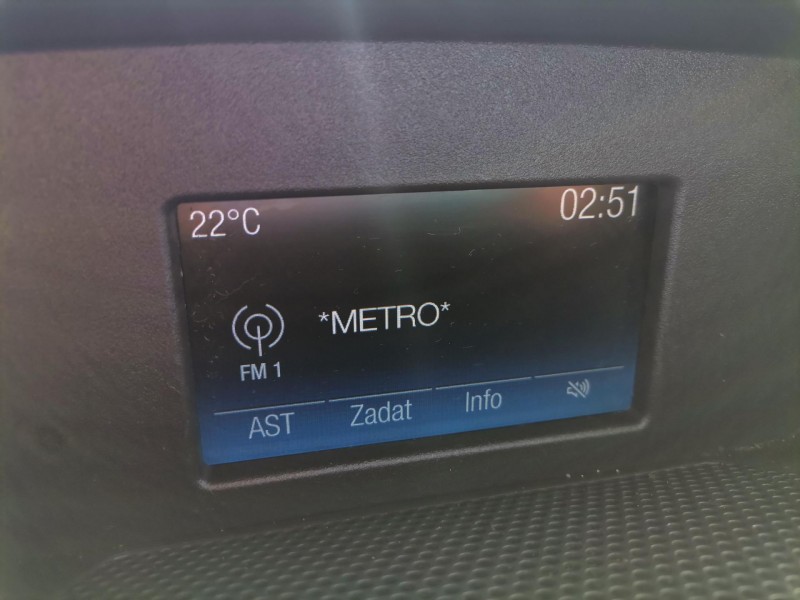 22°C 02:51
*METRO*
FM 1
AST Zadat Info